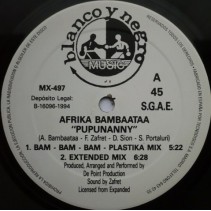 blanco y negro
MUSIC
MX-497
Depósito Legal:
B-16096-1994
A
45
S.G.A.E.
AFRIKA BAMBAATAA
"PUPUNANNY"
(A. Bambaataa - F. Zafret - D. Sion - S. Portaluri)
1. BAM - BAM - BAM - PLASTIKA MIX 5:22
2. EXTENDED MIX 6:28
Produced, Arranged and Performed by
De Point Production
Sound by Zafret
Licensed from Expanded